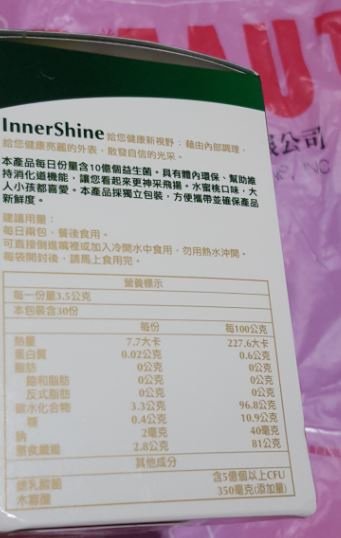 InnerShine 給您健康新視野：藉由內部調理，
給您健康亮麗的外表，散發自信的光采。
本產品每日份量含10億個益生菌。具有體內環保、幫助維
持消化道機能，讓您看起來更神采飛揚。水蜜桃口味，大
人小孩都喜愛。本產品採獨立包裝，方便攜帶並確保產品
新鮮度。
建議用量：
每日兩包，餐後食用。
可直接倒進嘴裡或加入冷開水中食用，勿用熱水沖開。
每袋開封後，請馬上食用完。
營養標示
每一份量3.5公克
本包裝含30份
每份 每100公克
熱量 7.7大卡 227.6大卡
蛋白質 0.02公克 0.6公克
脂肪 0公克 0公克
飽和脂肪 0公克 0公克
反式脂肪 0公克 0公克
碳水化合物 3.3公克 96.8公克
糖 0.4公克 10.9公克
鈉 2毫克 40毫克
膳食纖維 2.8公克 81公克
其他成分
乳酸菌 含5億個以上CFU
木寡醣 350毫克(添加量)
AUT
公司
INC